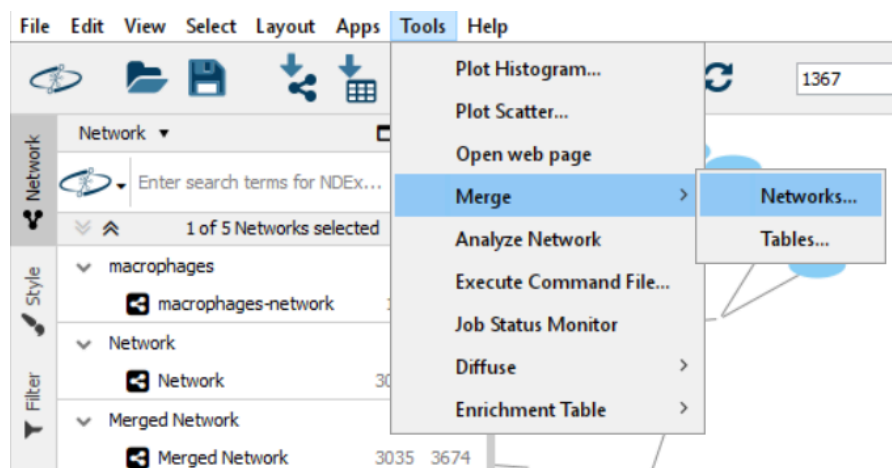 File Edit View Select Layout Apps Tools Help
1367
Network
Network ▼
Enter search terms for NDEx...
1 of 5 Networks selected
macrophages
macrophages-network
Network
Network
30
Merged Network
Merged Network 3035 3674
Style
Filter
Plot Histogram...
Plot Scatter...
Open web page
Merge
Analyze Network
Execute Command File...
Job Status Monitor
Diffuse
Enrichment Table
Networks...
Tables...